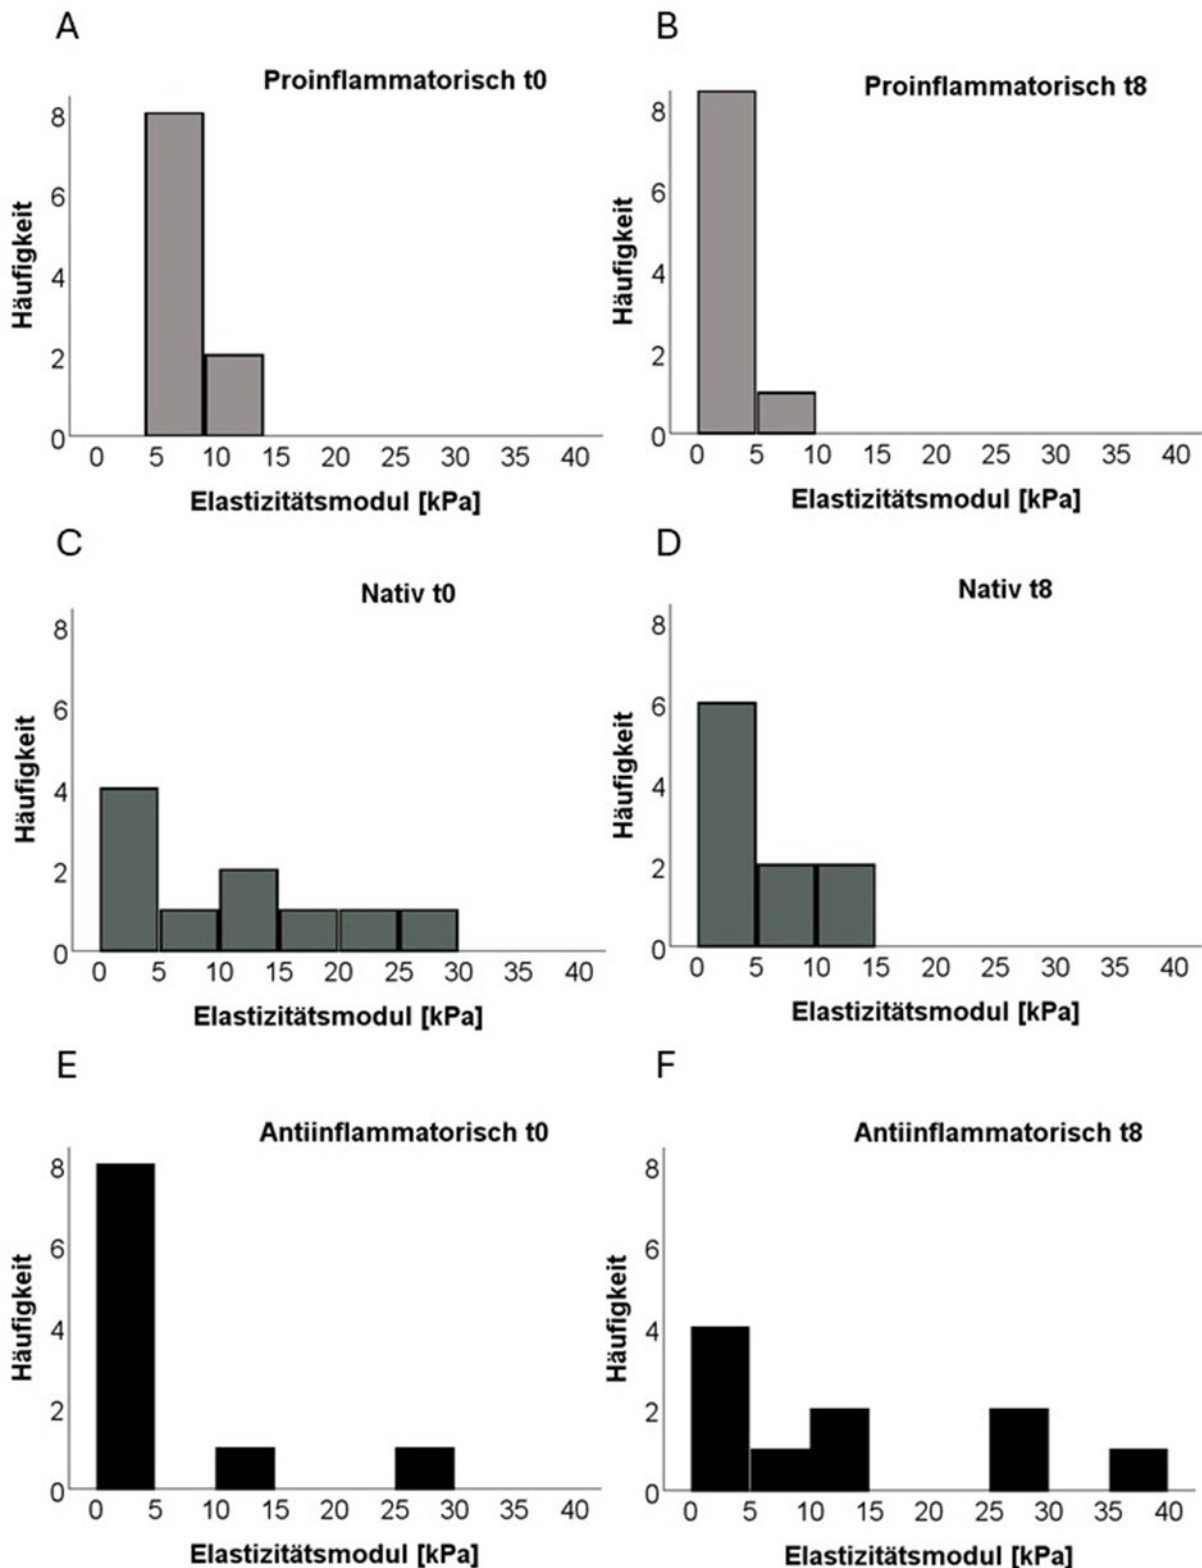 A
Proinflammatorisch t0
Häufigkeit
8
6
4
2
0
0 5 10 15 20 25 30 35 40
Elastizitätsmodul [kPa]
B
Proinflammatorisch t8
Häufigkeit
8
6
4
2
0
0 5 10 15 20 25 30 35 40
Elastizitätsmodul [kPa]
C
Nativ t0
Häufigkeit
8
6
4
2
0
0 5 10 15 20 25 30 35 40
Elastizitätsmodul [kPa]
D
Nativ t8
Häufigkeit
8
6
4
2
0
0 5 10 15 20 25 30 35 40
Elastizitätsmodul [kPa]
E
Antiinflammatorisch t0
Häufigkeit
8
6
4
2
0
0 5 10 15 20 25 30 35 40
Elastizitätsmodul [kPa]
F
Antiinflammatorisch t8
Häufigkeit
8
6
4
2
0
0 5 10 15 20 25 30 35 40
Elastizitätsmodul [kPa]